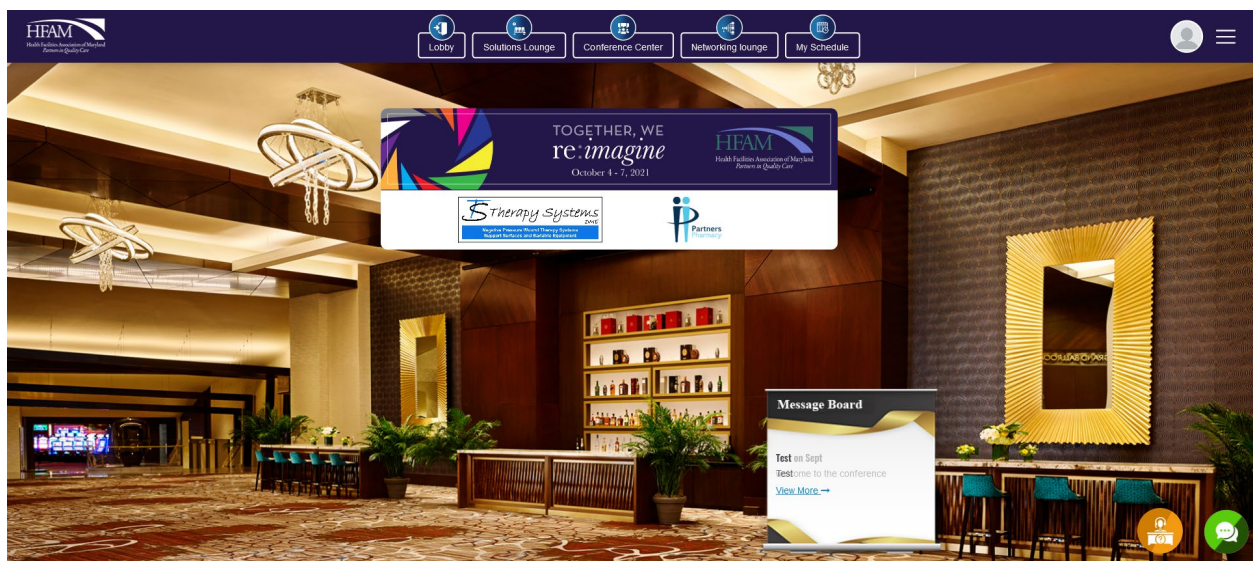 HFAM
Health Facilities Association of Maryland
Partners in Quality Care
Lobby
Solutions Lounge
Conference Center
Networking lounge
My Schedule
TOGETHER, WE
re:imagine
October 4 - 7, 2021
HFAM
Health Facilities Association of Maryland
Partners in Quality Care
Therapy Systems
Negative Pressure Wound Therapy Systems
Support Surfaces and Bariatric Equipment
Partners
Pharmacy
Message Board
Test on Sept
Test
ome to the conference
View More →